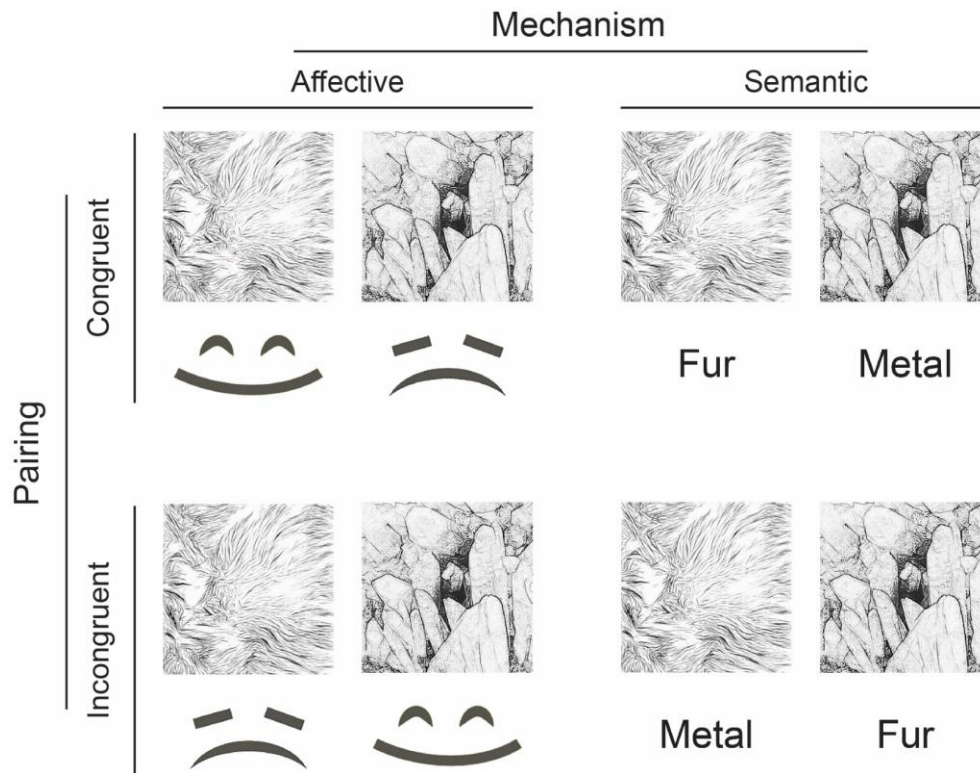 Mechanism
Affective
Semantic
Pairing
Congruent
Fur
Metal
Incongruent
Metal
Fur